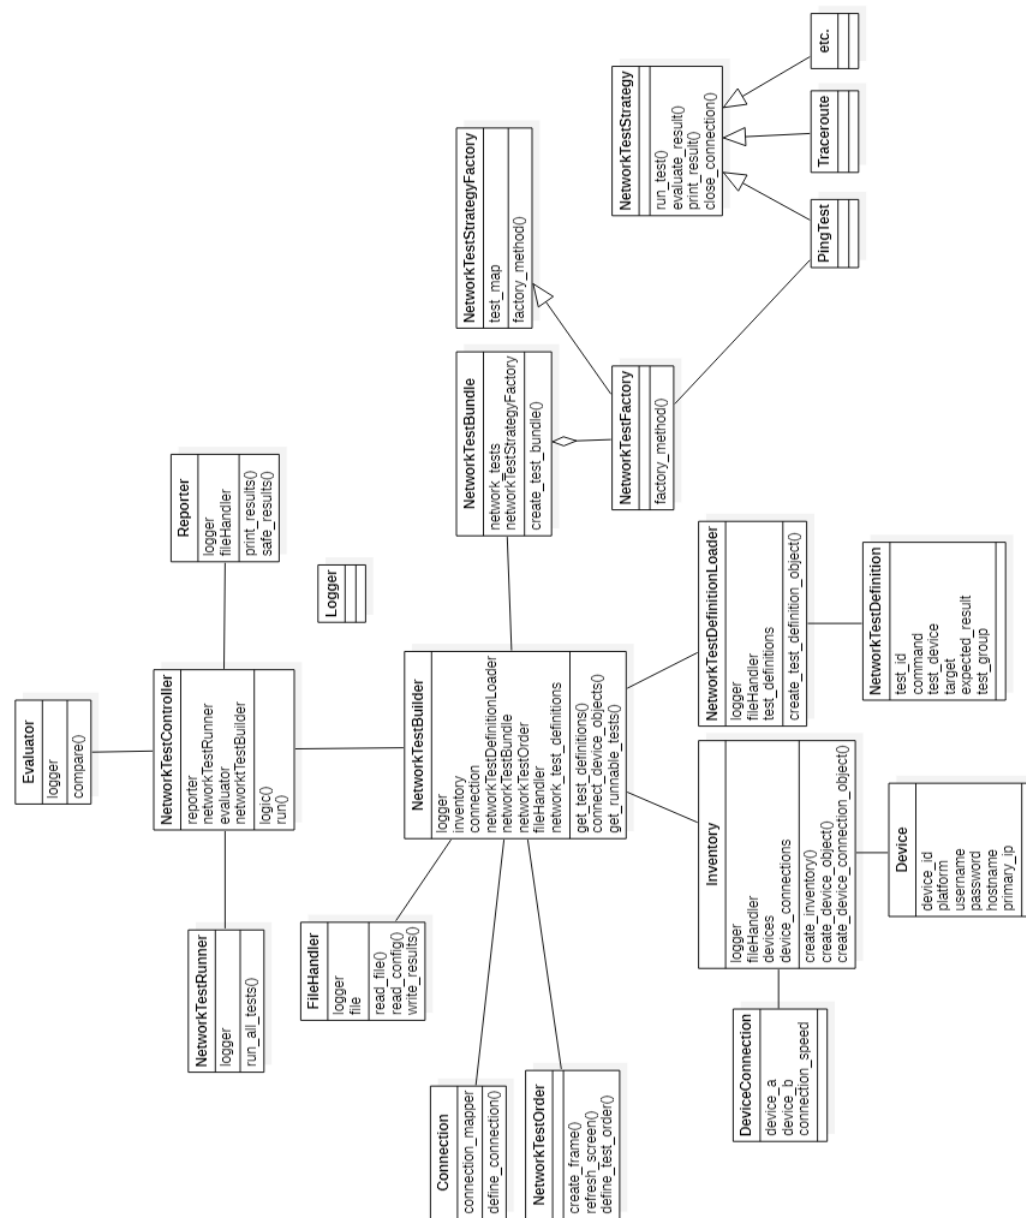 Evaluator
logger
compare()
NetworkTestRunner
logger
run_all_tests()
NetworkTestController
reporter
networkTestRunner
evaluator
networktTestBuilder
logic()
run()
Reporter
logger
fileHandler
print_results()
safe_results()
Logger
FileHandler
logger
file
read_file()
read_config()
write_results()
Connection
connection_mapper
define_connection()
NetworkTestOrder
create_frame()
refresh_screen()
define_test_order()
NetworkTestBuilder
logger
inventory
connection
networkTestDefinitionLoader
networkTestBundle
networkTestOrder
fileHandler
network_test_definitions
get_test_definitions()
connect_device_objects()
get_runnable_tests()
NetworkTestBundle
network_tests
networkTestStrategyFactory
create_test_bundle()
NetworkTestStrategyFactory
test_map
factory_method()
NetworkTestFactory
factory_method()
NetworkTestStrategy
run_test()
evaluate_result()
print_result()
close_connection()
PingTest
Traceroute
etc.
DeviceConnection
device_a
device_b
connection_speed
Inventory
logger
fileHandler
devices
device_connections
create_inventory()
create_device_object()
create_device_connection_object()
Device
device_id
platform
username
password
hostname
primary_ip
NetworkTestDefinitionLoader
logger
fileHandler
test_definitions
create_test_definition_object()
NetworkTestDefinition
test_id
command
test_device
target
expected_result
test_group